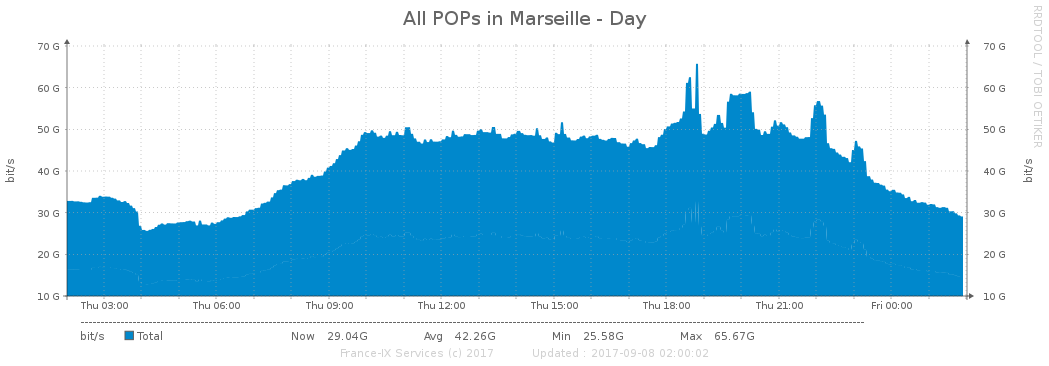 All POPs in Marseille - Day
RRDTOOL / TOBI OETIKER
bit/s
70 G 70 G
60 G 60 G
50 G 50 G
40 G 40 G
30 G 30 G
20 G 20 G
10 G 10 G
bit/s
Thu 03:00 Thu 06:00 Thu 09:00 Thu 12:00 Thu 15:00 Thu 18:00 Thu 21:00 Fri 00:00
bit/s Total Now 29.04G Avg 42.26G Min 25.58G Max 65.67G
France-IX Services (c) 2017 Updated : 2017-09-08 02:00:02